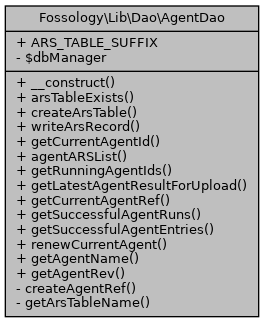 Fossology\Lib\Dao\AgentDao
+ ARS_TABLE_SUFFIX
- $dbManager
+ __construct()
+ arsTableExists()
+ createArsTable()
+ writeArsRecord()
+ getCurrentAgentId()
+ agentARSList()
+ getRunningAgentIds()
+ getLatestAgentResultForUpload()
+ getCurrentAgentRef()
+ getSuccessfulAgentRuns()
+ getSuccessfulAgentEntries()
+ renewCurrentAgent()
+ getAgentName()
+ getAgentRev()
- createAgentRef()
- getArsTableName()